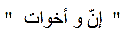 " إنّ و أخوات "